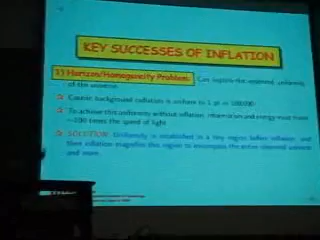 KEY SUCCESSES OF INFLATION
1) Horizon/Homogeneity Problem: Can explain the uniformity
of the universe
Cosmic background radiation is uniform to 1 pt in 100,000
To achieve this uniformity without inflation, information and energy must travel
~100 times the speed of light
SOLUTION: Uniformity is established in a tiny region before inflation, and
then inflation magnifies this region to encompass the entire observed universe
and more.